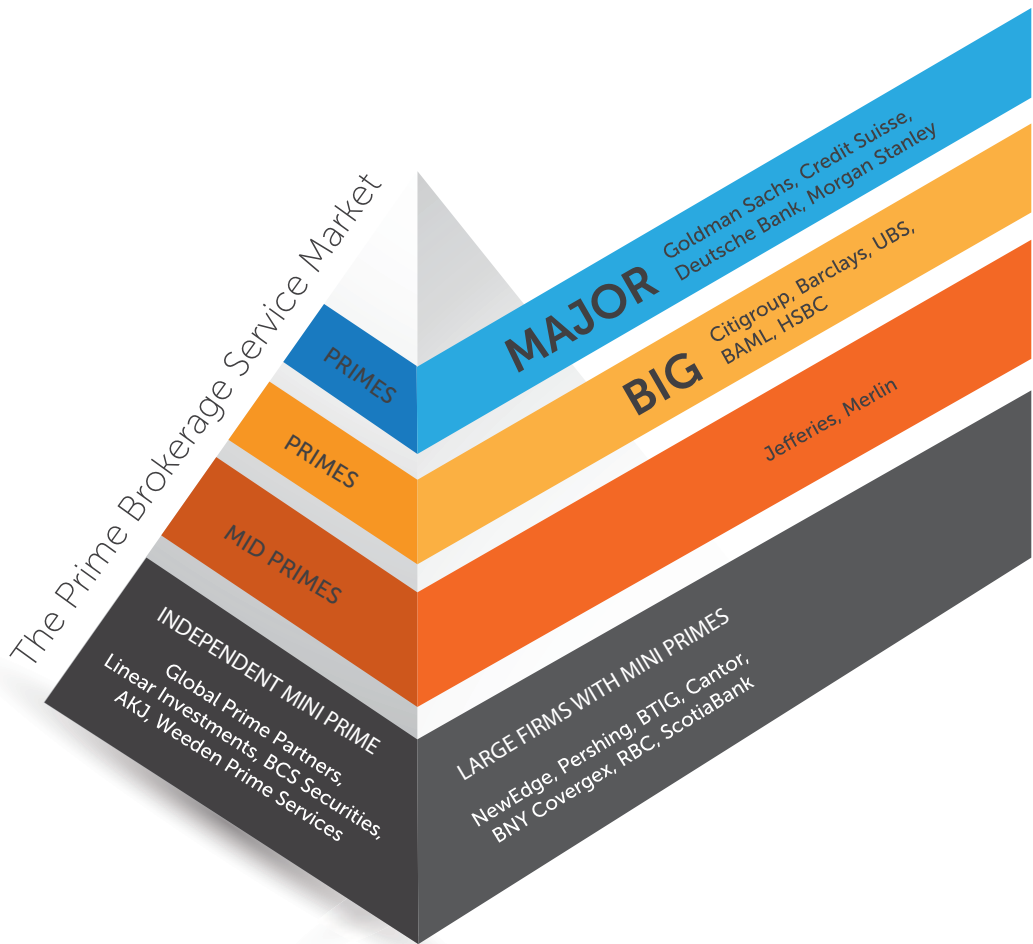 The Prime Brokerage Service Market
PRIMES
MAJOR
Goldman Sachs, Credit Suisse,
Deutsche Bank, Morgan Stanley
PRIMES
BIG
Citigroup, Barclays, UBS,
BAML, HSBC
MID PRIMES
Jefferies, Merlin
INDEPENDENT MINI PRIME
Global Prime Partners,
Linear Investments, BCS Securities,
AKJ, Weeden Prime Services
LARGE FIRMS WITH MINI PRIMES
NewEdge, Pershing, BTIG, Cantor,
BNY Covergex, RBC, ScotiaBank